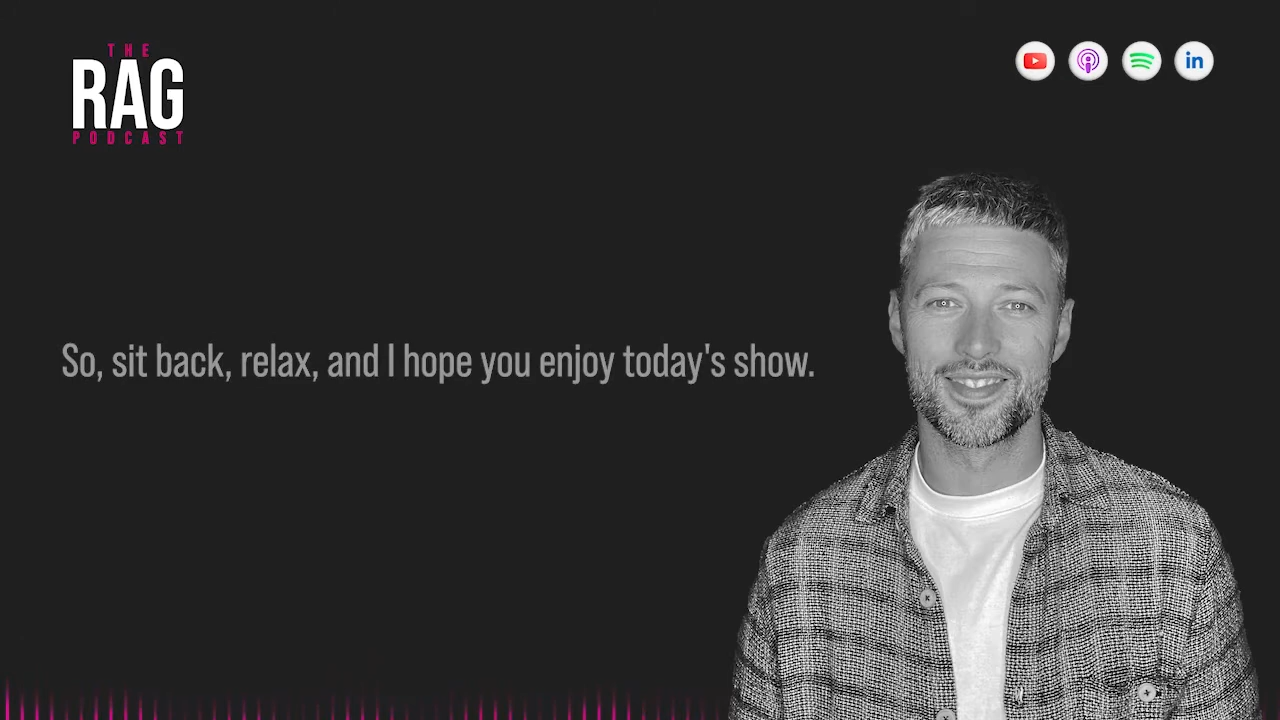 THE
RAG
PODCAST
in
So, sit back, relax, and I hope you enjoy today's show.